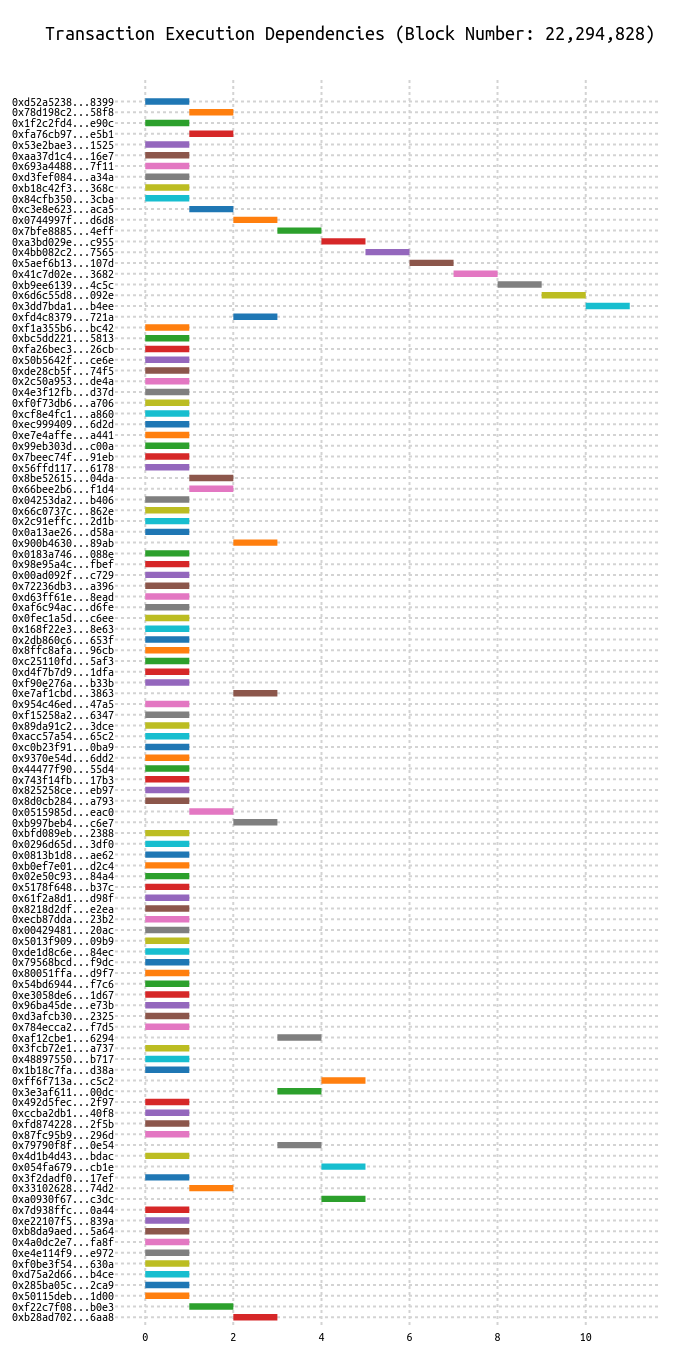 Transaction Execution Dependencies (Block Number: 22,294,828)
0xd52a5238...8399
0x78d198c2...58f8
0x1f2c2fd4...e90c
0xfa76cb97...e5b1
0x53e2bae3...1525
0xaa37d1c4...16e7
0x693a4488...7f11
0xd3fef084...a34a
0xb18c42f3...368c
0x84cfb350...3cba
0xc3e8e623...aca5
0x0744997f...d6d8
0x7bfe8885...4eff
0xa3bd029e...c955
0x4bb082c2...7565
0x5aef6b13...107d
0x41c7d02e...3682
0xb9ee6139...4c5c
0x6d6c55d8...092e
0x3dd7bda1...b4ee
0xfd4c8379...721a
0xf1a355b6...bc42
0xbc5dd221...5813
0xfa26bec3...26cb
0x50b5642f...ce6e
0xde28cb5f...74f5
0x2c50a953...de4a
0x4e3f12fb...d37d
0xf0f73db6...a706
0xcf8e4fc1...a860
0xec999409...6d2d
0xe7e4affe...a441
0x99eb303d...c00a
0x7beec74f...91eb
0x56ffd117...6178
0x8be52615...04da
0x66bee2b6...f1d4
0x04253da2...b406
0x66c0737c...862e
0x2c91effc...2d1b
0x0a13ae26...d58a
0x900b4630...89ab
0x0183a746...088e
0x98e95a4c...fbef
0x00ad092f...c729
0x72236db3...a396
0xd63ff61e...8ead
0xaf6c94ac...d6fe
0x0fec1a5d...c6ee
0x168f22e3...8e63
0x2db860c6...653f
0x8ffc8afa...96cb
0xc25110fd...5af3
0xd4f7b7d9...1dfa
0xf90e276a...b33b
0xe7af1cbd...3863
0x954c46ed...47a5
0xf15258a2...6347
0x89da91c2...3dce
0xacc57a54...65c2
0xc0b23f91...0ba9
0x9370e54d...6dd2
0x44477f90...55d4
0x743f14fb...17b3
0x825258ce...eb97
0x8d0cb284...a793
0x0515985d...eac0
0xb997beb4...c6e7
0xbfd089eb...2388
0x0296d65d...3df0
0x0813b1d8...ae62
0xb0ef7e01...d2c4
0x02e50c93...84a4
0x5178f648...b37c
0x61f2a8d1...d98f
0x8218d2df...e2ea
0xecb87dda...23b2
0x00429481...20ac
0x5013f909...09b9
0xde1d8c6e...84ec
0x79568bcd...f9dc
0x80051ffa...d9f7
0x54bd6944...f7c6
0xe3058de6...1d67
0x96ba45de...e73b
0xd3afcb30...2325
0x784ecca2...f7d5
0xaf12cbe1...6294
0x3fcb72e1...a737
0x48897550...b717
0x1b18c7fa...d38a
0xff6f713a...c5c2
0x3e3af611...00dc
0x492d5fec...2f97
0xccba2db1...40f8
0xfd874228...2f5b
0x87fc95b9...296d
0x79790f8f...0e54
0x4d1b4d43...bdac
0x054fa679...cb1e
0x3f2dadf0...17ef
0x33102628...74d2
0xa0930f67...c3dc
0x7d938ffc...0a44
0xe22107f5...839a
0xb8da9aed...5a64
0x4a0dc2e7...fa8f
0xe4e114f9...e972
0xf0be3f54...630a
0xd75a2d66...b4ce
0x285ba05c...2ca9
0x50115deb...1d00
0xf22c7f08...b0e3
0xb28ad702...6aa8
0 2 4 6 8 10